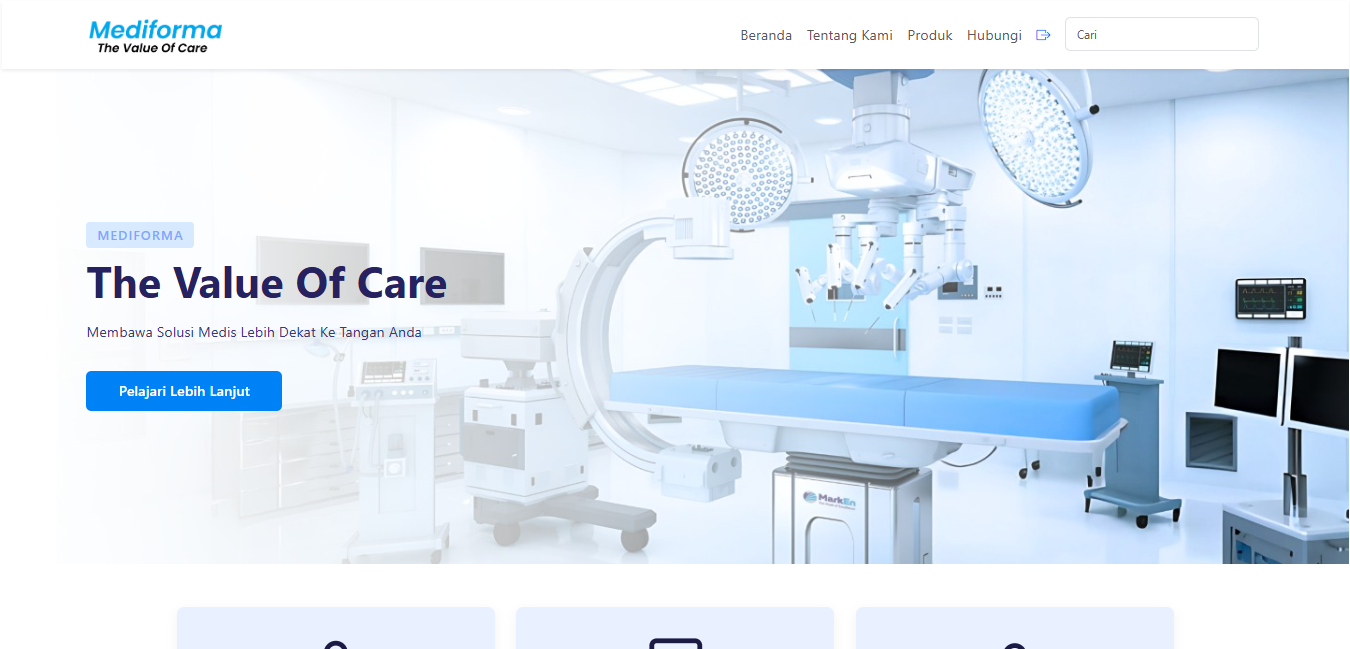 Mediforma
The Value Of Care
Beranda Tentang Kami Produk Hubungi Cari
MEDIFORMA
The Value Of Care
Membawa Solusi Medis Lebih Dekat Ke Tangan Anda
Pelajari Lebih Lanjut
MarkEn